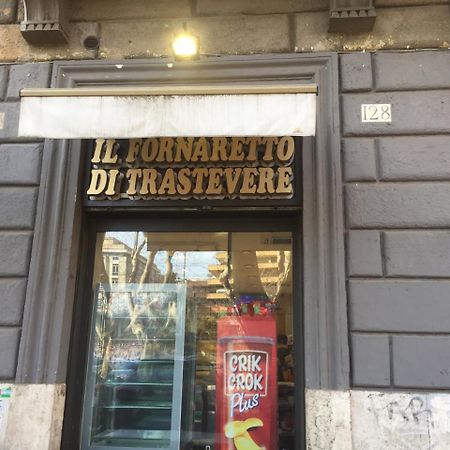 128
IL FORNARETTO
DI TRASTEVERE
CRIK
CROK
Plus